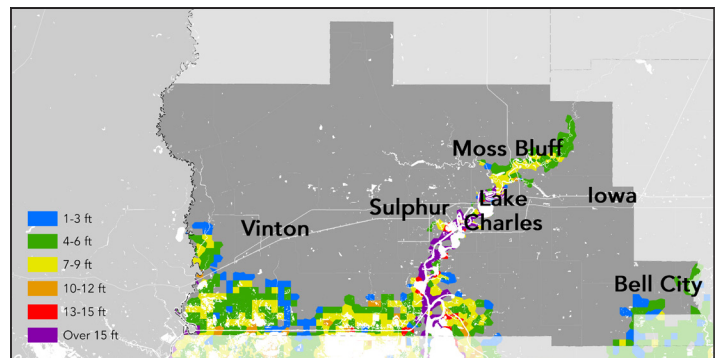 Moss Bluff
Iowa
Lake
Charles
Sulphur
Vinton
Bell City
1-3 ft
4-6 ft
7-9 ft
10-12 ft
13-15 ft
Over 15 ft